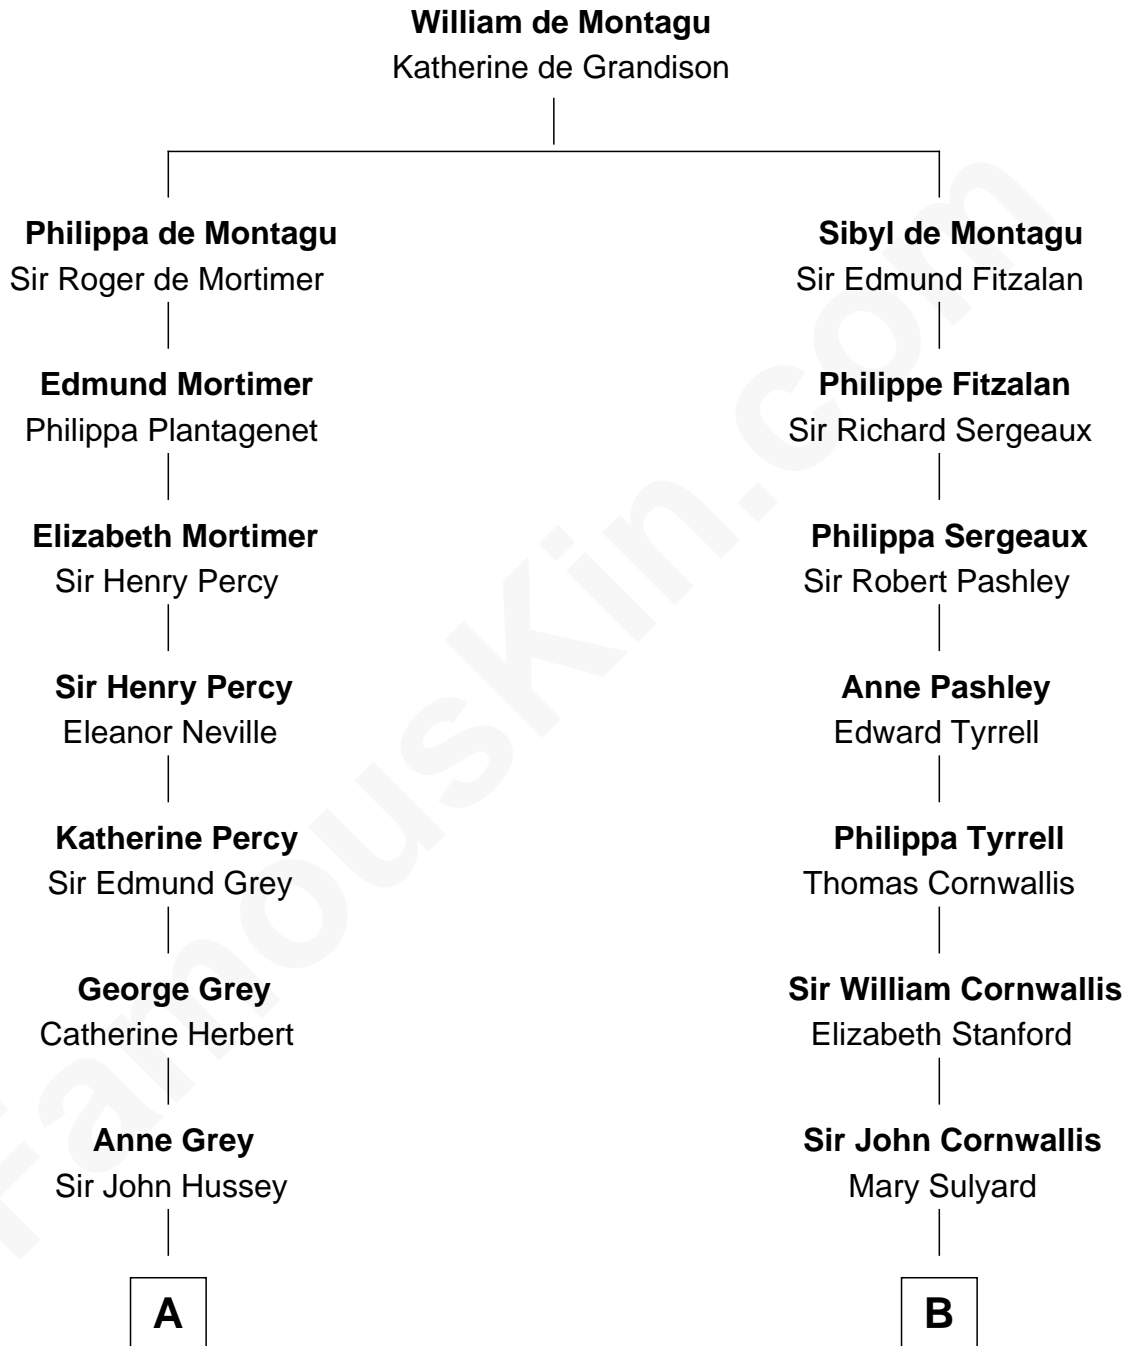 William de Montagu
Katherine de Grandison
Philippa de Montagu
Sir Roger de Mortimer
Sibyl de Montagu
Sir Edmund Fitzalan
Edmund Mortimer
Philippa Plantagenet
Philippe Fitzalan
Sir Richard Sergeaux
Elizabeth Mortimer
Sir Henry Percy
Philippa Sergeaux
Sir Robert Pashley
Sir Henry Percy
Eleanor Neville
Anne Pashley
Edward Tyrrell
Katherine Percy
Sir Edmund Grey
Philippa Tyrrell
Thomas Cornwallis
George Grey
Catherine Herbert
Sir William Cornwallis
Elizabeth Stanford
Anne Grey
Sir John Hussey
Sir John Cornwallis
Mary Sulyard
A
B
FamousKin.com